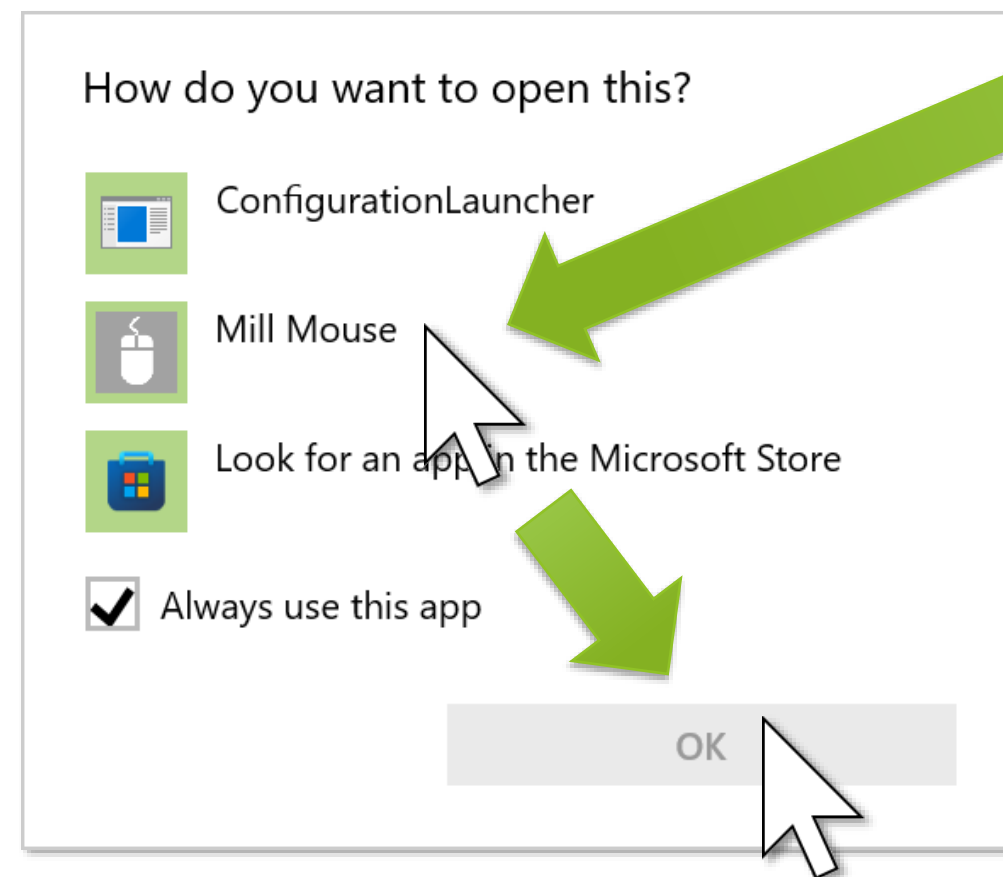 How do you want to open this?
ConfigurationLauncher
Mill Mouse
Look for an app in the Microsoft Store
Always use this app
OK